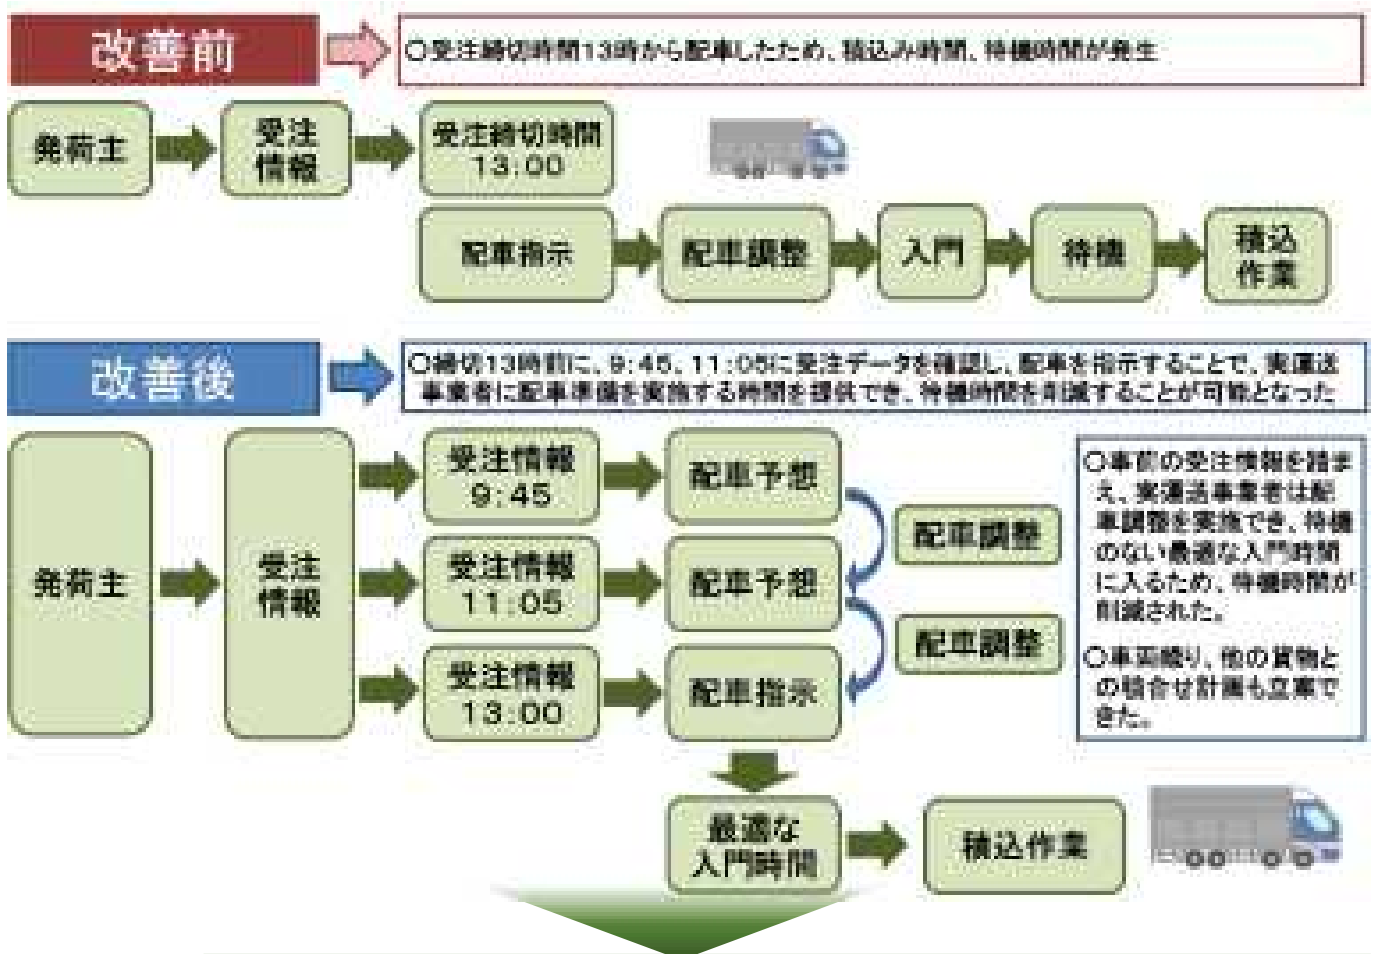 改善前
〇受注締切時間13時から配車したため、積込み時間、待機時間が発生
発荷主
受注
情報
受注締切時間
13:00
配車指示
配車調整
入門
待機
積込
作業
改善後
〇締切13時前に、9:45、11:05に受注データを確認し、配車を指示することで、実運送
事業者に配車準備を実施する時間を提供でき、待機時間を削減することが可能となった
発荷主
受注
情報
受注情報
9:45
配車予想
受注情報
11:05
配車予想
受注情報
13:00
配車指示
配車調整
配車調整
〇事前の受注情報を踏ま
え、実運送事業者は配
車調整を実施でき、待機
のない最適な入門時間
に入るため、待機時間が
削減された。
〇車両繰り、他の貨物と
の組合せ計画も立案で
きた。
最適な
入門時間
積込作業